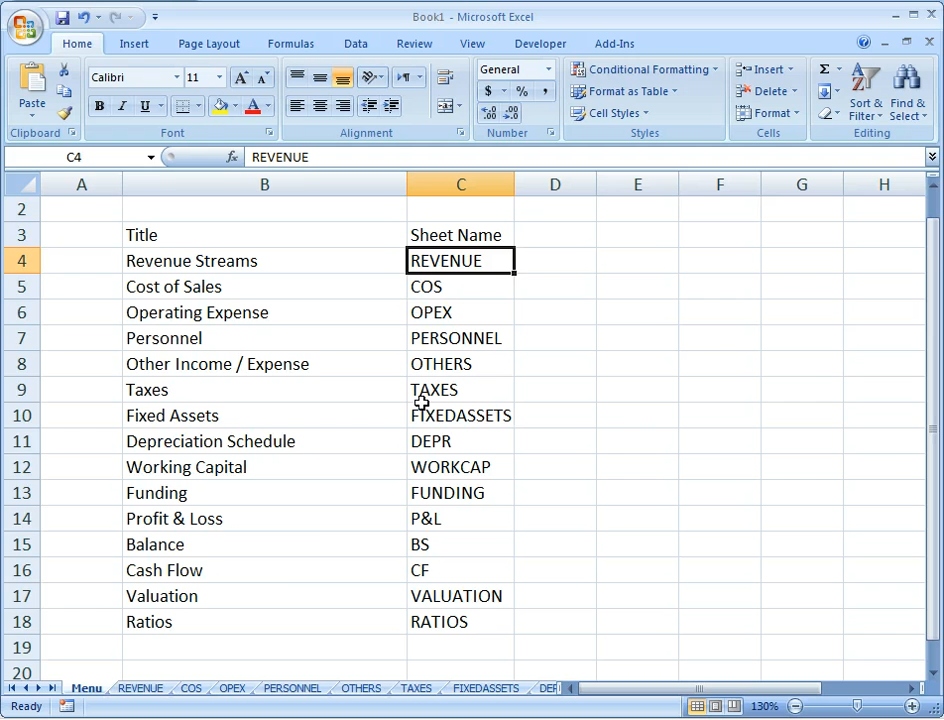 Book1 - Microsoft Excel
Home Insert Page Layout Formulas Data Review View Developer Add-Ins
Paste
Calibri 11
B I U
General
$ % ,
Conditional Formatting
Format as Table
Cell Styles
Insert
Delete
Format
Σ
Sort & Filter
Find & Select
Clipboard Font Alignment Number Styles Cells Editing
C4 fx REVENUE
A B C D E F G H
2
3 Title Sheet Name
4 Revenue Streams REVENUE
5 Cost of Sales COS
6 Operating Expense OPEX
7 Personnel PERSONNEL
8 Other Income / Expense OTHERS
9 Taxes TAXES
10 Fixed Assets FIXEDASSETS
11 Depreciation Schedule DEPR
12 Working Capital WORKCAP
13 Funding FUNDING
14 Profit & Loss P&L
15 Balance BS
16 Cash Flow CF
17 Valuation VALUATION
18 Ratios RATIOS
19
20
Menu REVENUE COS OPEX PERSONNEL OTHERS TAXES FIXEDASSETS DEP
Ready 130%